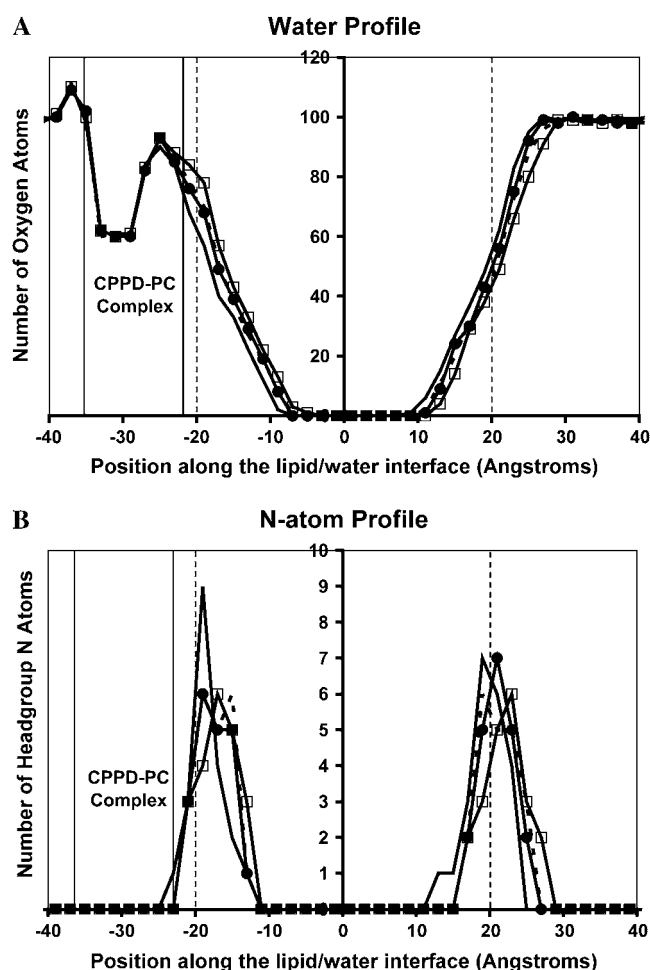 A
Water Profile
Number of Oxygen Atoms
120
100
80
60
40
20
CPPD-PC
Complex
-40 -30 -20 -10 0 10 20 30 40
Position along the lipid/water interface (Angstroms)
B
N-atom Profile
Number of Headgroup N Atoms
10
9
8
7
6
5
4
3
2
1
CPPD-PC
Complex
-40 -30 -20 -10 0 10 20 30 40
Position along the lipid/water interface (Angstroms)